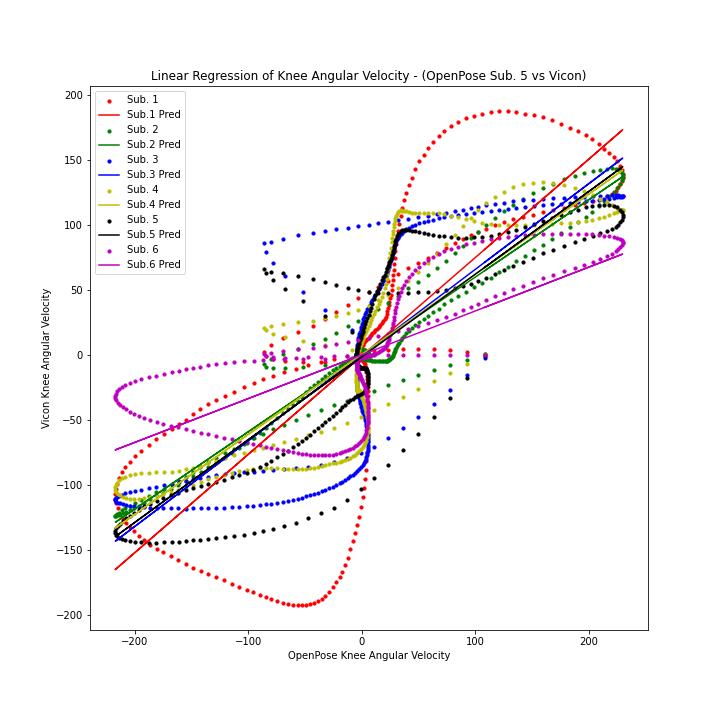 Linear Regression of Knee Angular Velocity - (OpenPose Sub. 5 vs Vicon)
Sub. 1
Sub.1 Pred
Sub. 2
Sub.2 Pred
Sub. 3
Sub.3 Pred
Sub. 4
Sub.4 Pred
Sub. 5
Sub.5 Pred
Sub. 6
Sub.6 Pred
200
150
100
50
0
−50
−100
−150
−200
Vicon Knee Angular Velocity
−200
−100
0
100
200
OpenPose Knee Angular Velocity